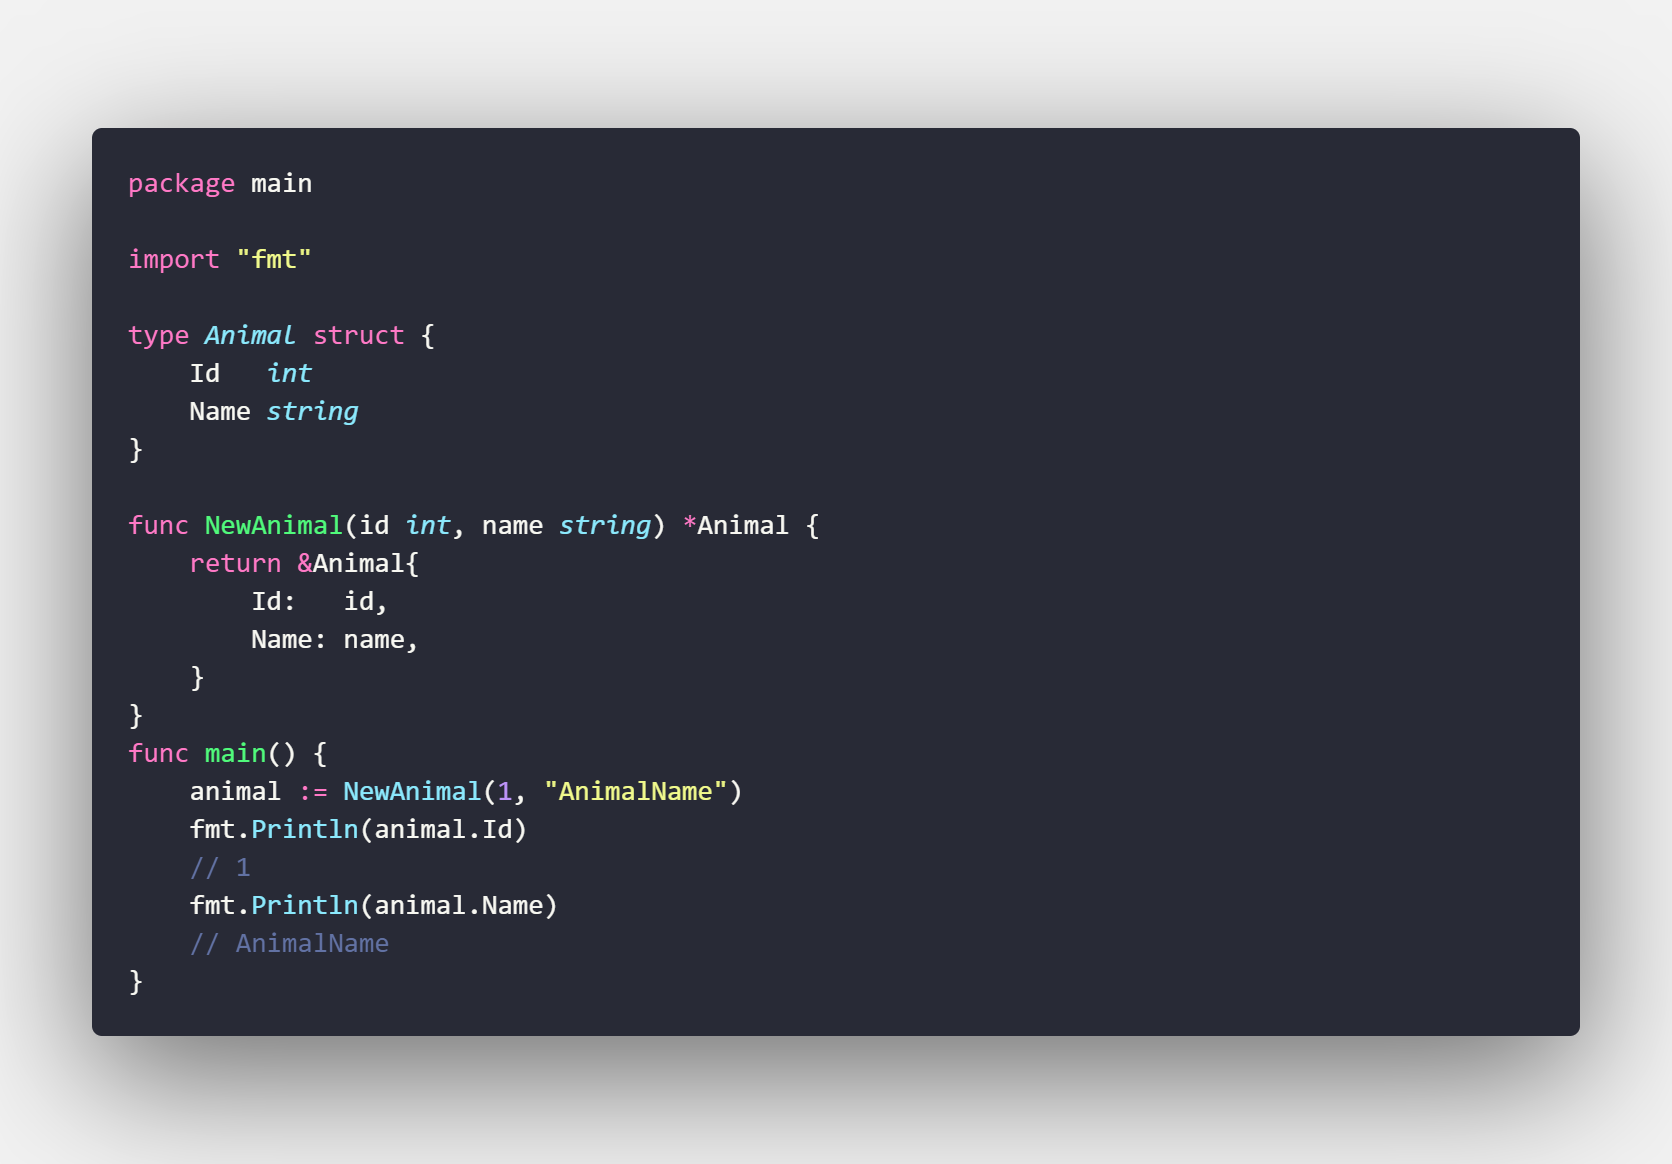 package main
import "fmt"
type Animal struct {
    Id   int
    Name string
}
func NewAnimal(id int, name string) *Animal {
    return &Animal{
        Id:   id,
        Name: name,
    }
}
func main() {
    animal := NewAnimal(1, "AnimalName")
    fmt.Println(animal.Id)
    // 1
    fmt.Println(animal.Name)
    // AnimalName
}